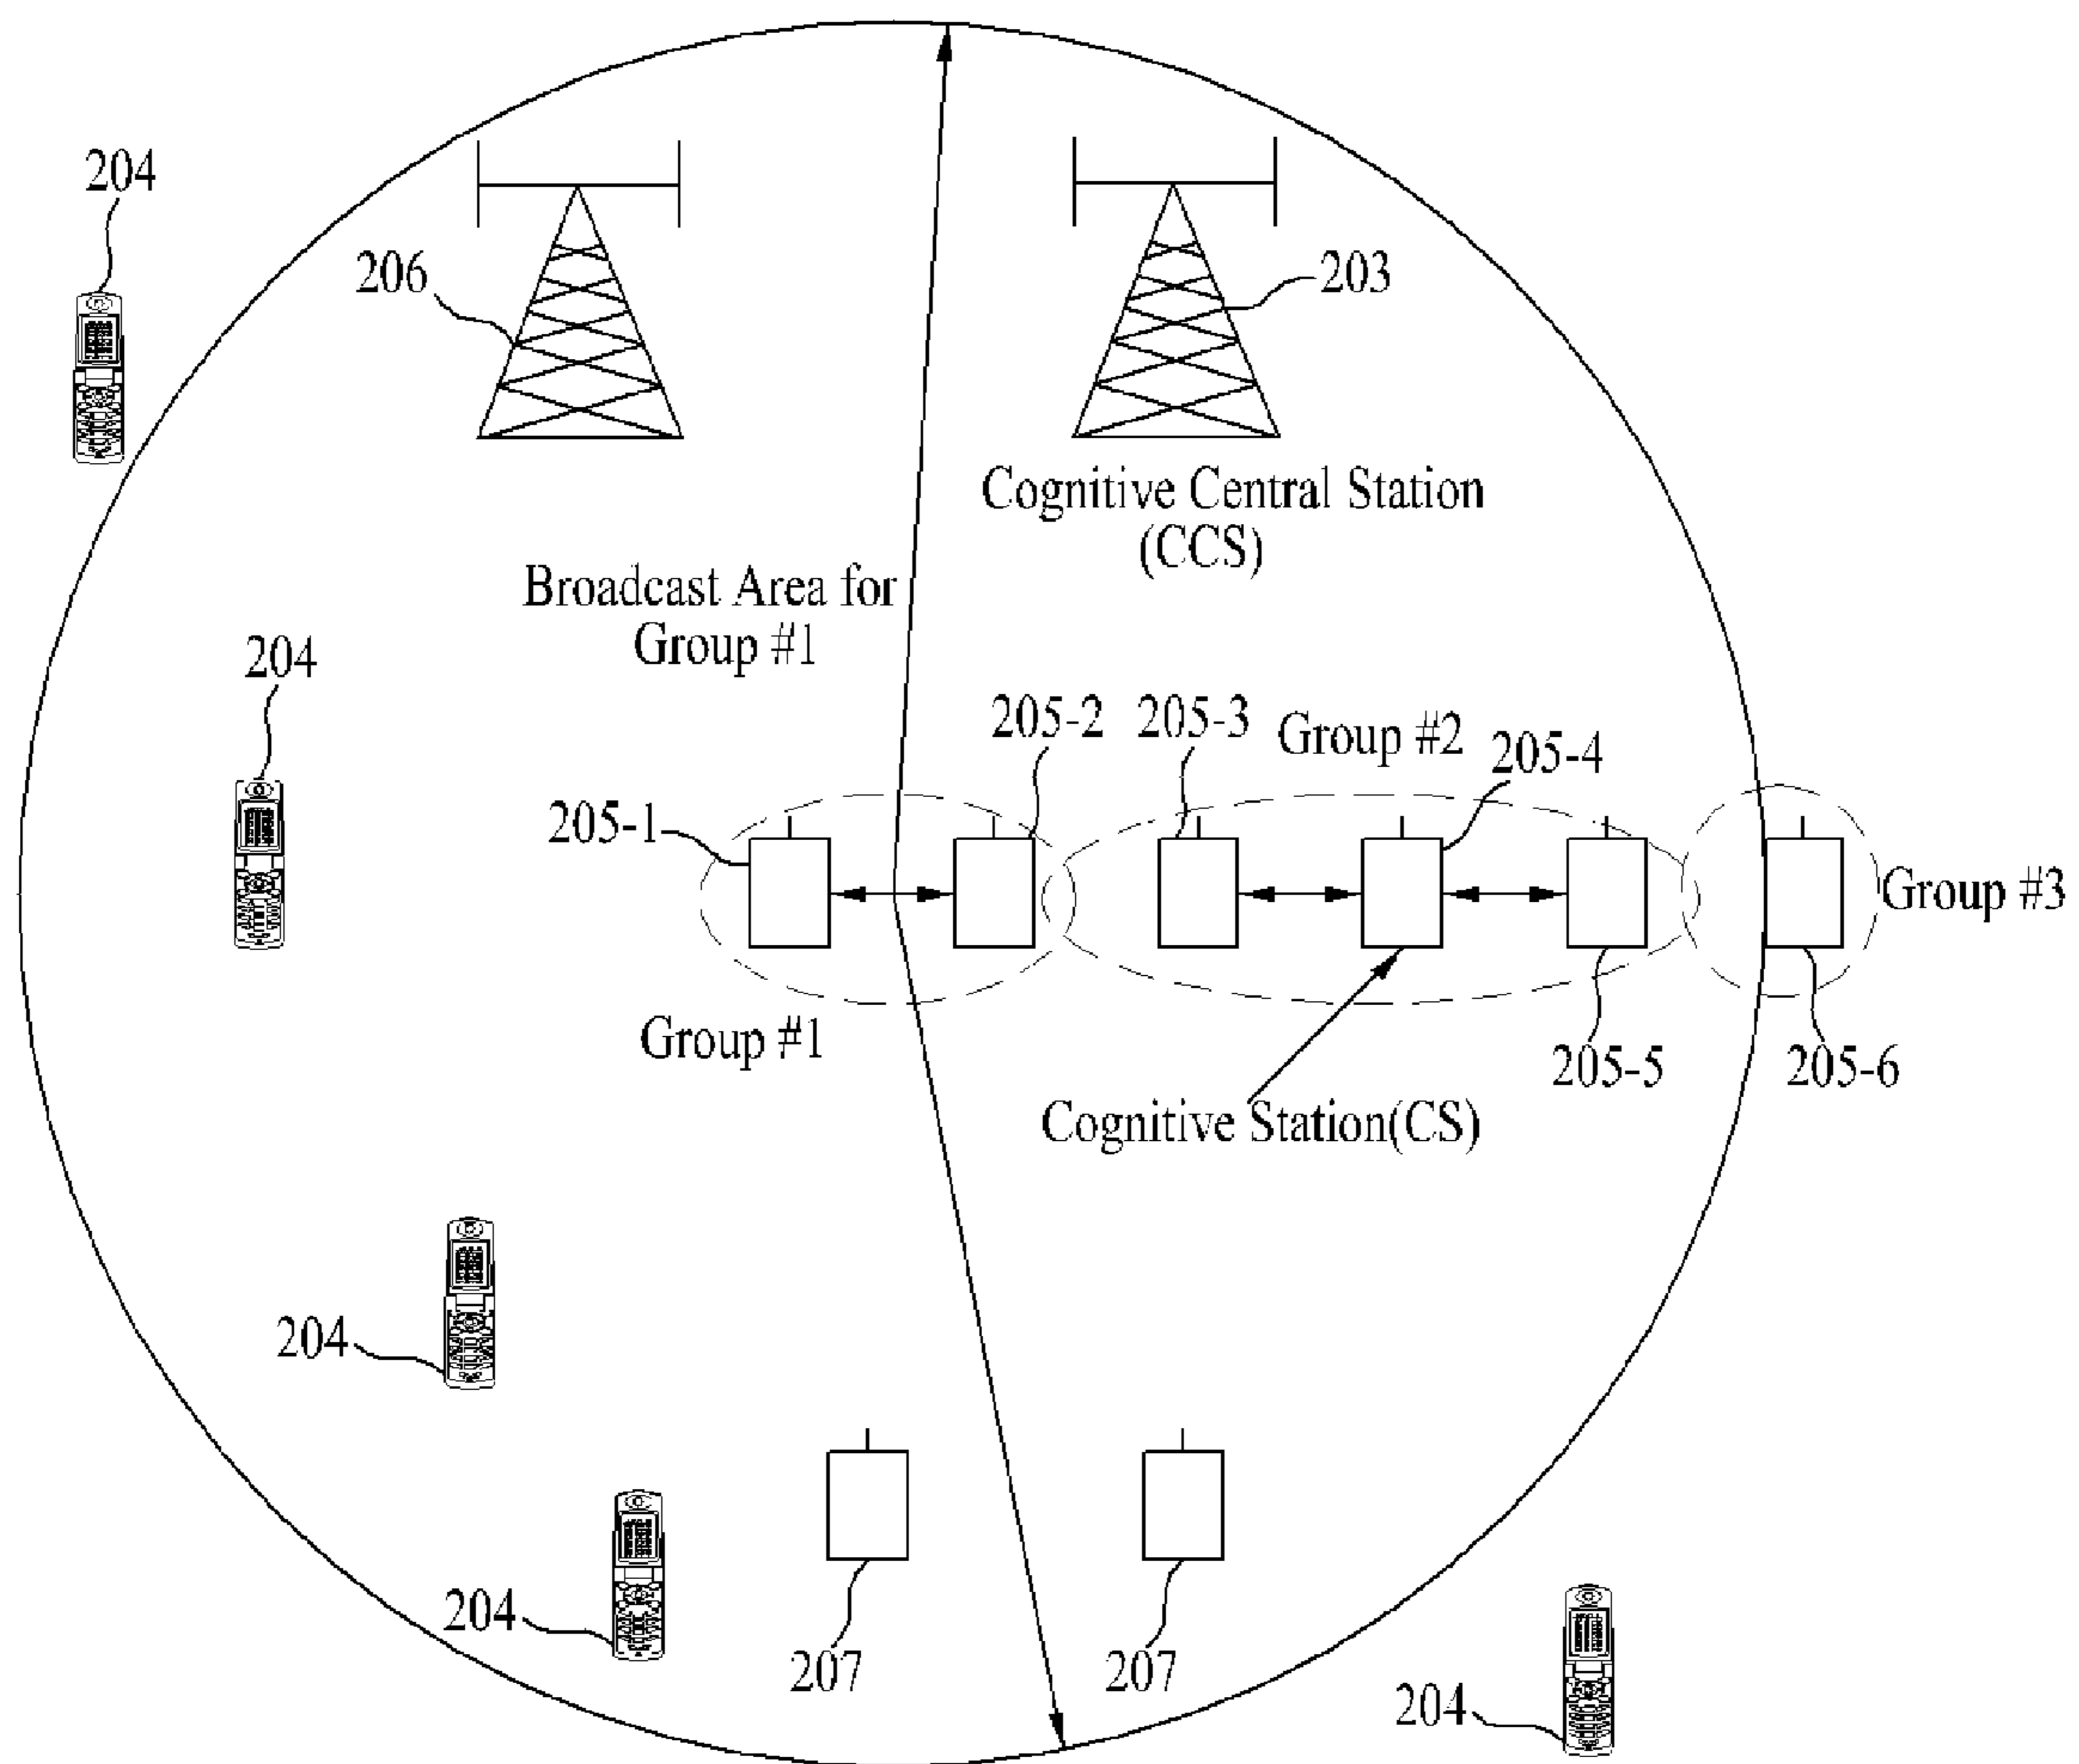 204
206
203
Cognitive Central Station
(CCS)
Broadcast Area for
Group #1
204
205-2
205-3
Group #2
205-4
205-1
Group #3
Group #1
205-5
205-6
Cognitive Station(CS)
204
204
207
207
204